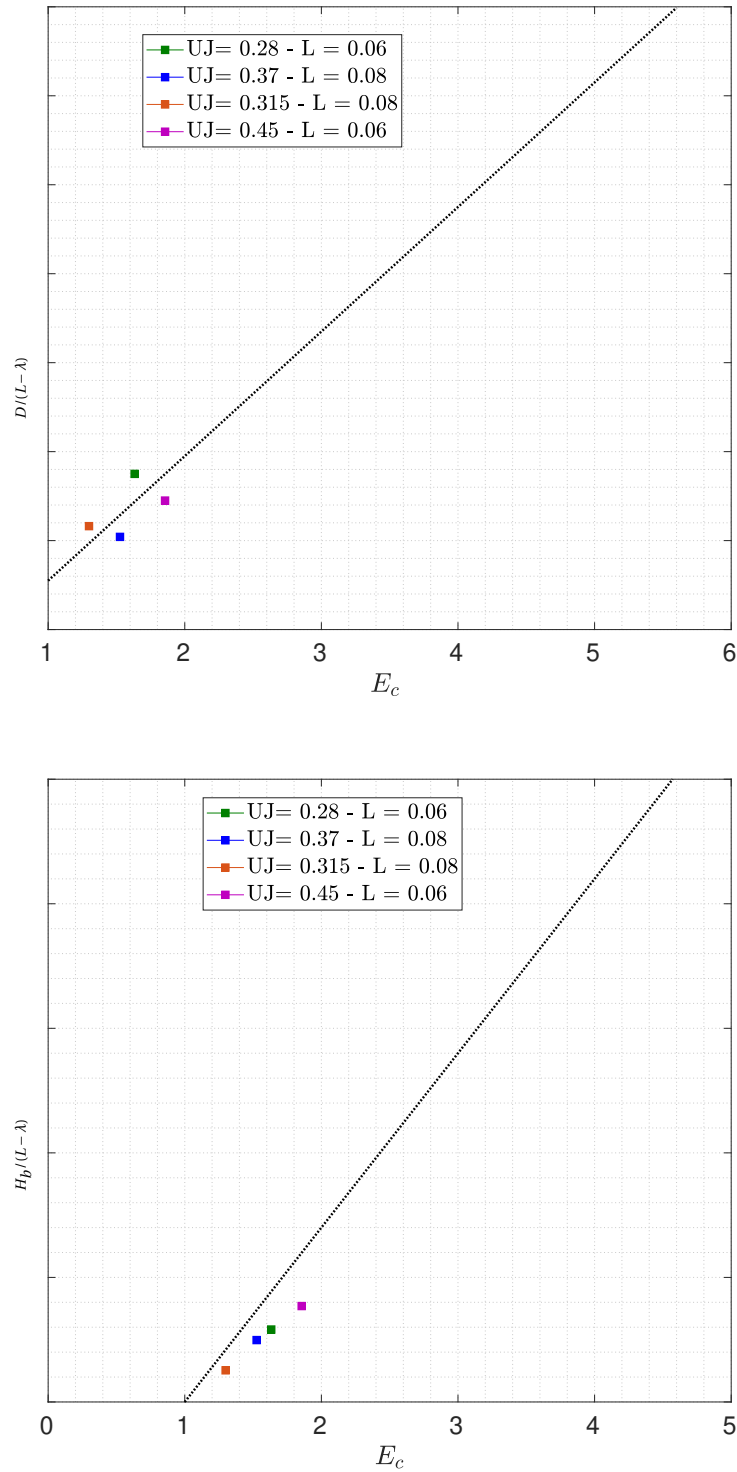 UJ= 0.28 - L = 0.06
UJ= 0.37 - L = 0.08
UJ= 0.315 - L = 0.08
UJ= 0.45 - L = 0.06
D/(L−λ)
1 2 3 4 5 6
E_c
UJ= 0.28 - L = 0.06
UJ= 0.37 - L = 0.08
UJ= 0.315 - L = 0.08
UJ= 0.45 - L = 0.06
H_b/(L−λ)
0 1 2 3 4 5
E_c